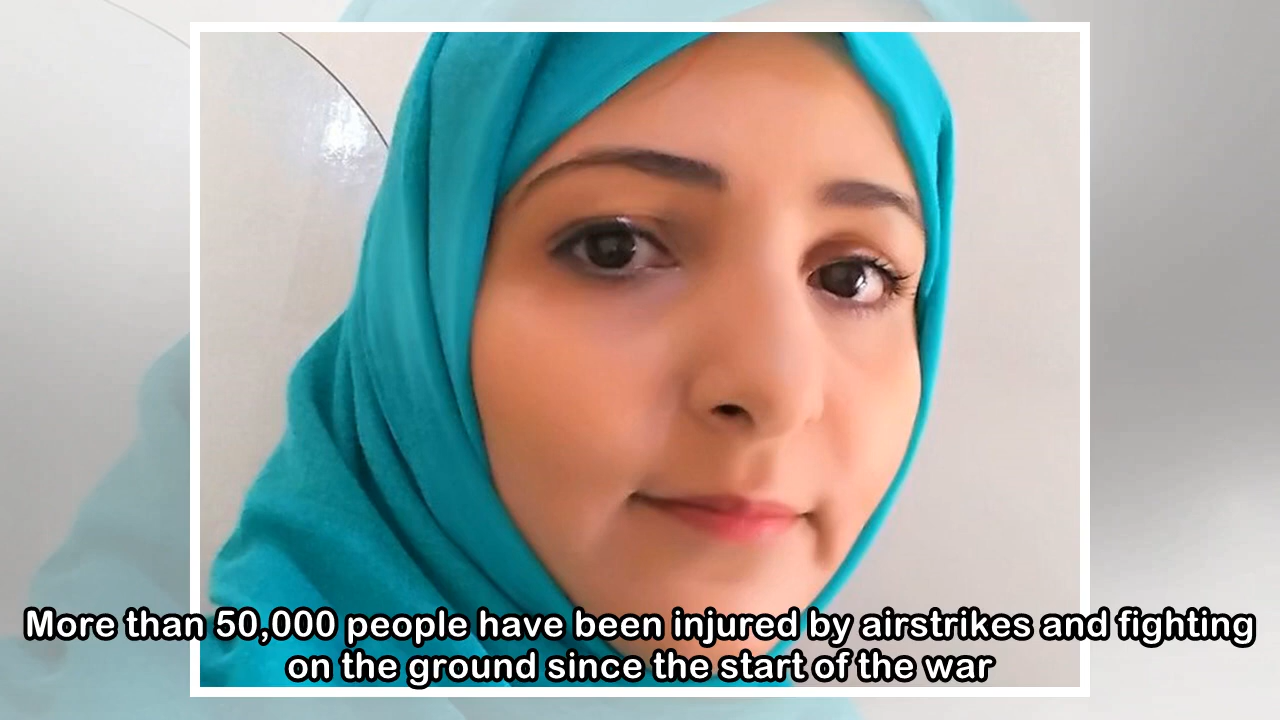 More than 50,000 people have been injured by airstrikes and fighting
on the ground since the start of the war